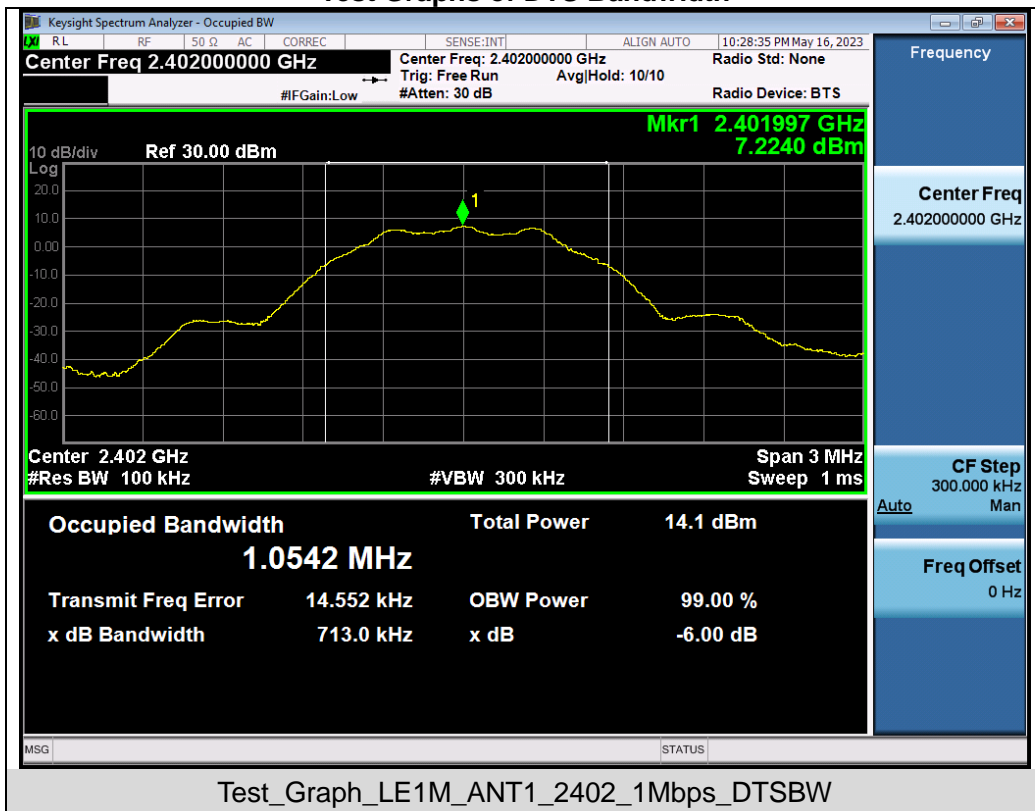 Test Graphs of DTS Bandwidth
Keysight Spectrum Analyzer - Occupied BW
LXI RL RF 50 Ω AC CORREC SENSE:INT ALIGN AUTO 10:28:35 PM May 16, 2023
Center Freq 2.402000000 GHz
Center Freq: 2.402000000 GHz Radio Std: None
Trig: Free Run Avg|Hold: 10/10
#IFGain:Low #Atten: 30 dB Radio Device: BTS
Frequency
Mkr1 2.401997 GHz
10 dB/div Ref 30.00 dBm 7.2240 dBm
Log
20.0
10.0
0.00
-10.0
-20.0
-30.0
-40.0
-50.0
-60.0
1
Center 2.402 GHz Span 3 MHz
#Res BW 100 kHz #VBW 300 kHz Sweep 1 ms
Center Freq
2.402000000 GHz
CF Step
300.000 kHz
Auto Man
Freq Offset
0 Hz
Occupied Bandwidth Total Power 14.1 dBm
1.0542 MHz
Transmit Freq Error 14.552 kHz OBW Power 99.00 %
x dB Bandwidth 713.0 kHz x dB -6.00 dB
MSG STATUS
Test_Graph_LE1M_ANT1_2402_1Mbps_DTSBW